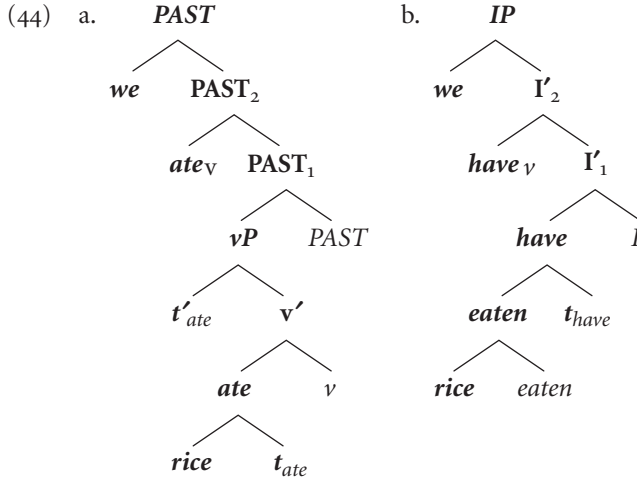 (44) a. PAST b. IP
we PAST₂ we I′₂
ateᵥ PAST₁ haveᵥ I′₁
vP PAST have
t′ate v′ eaten thave
ate v rice eaten
rice tate